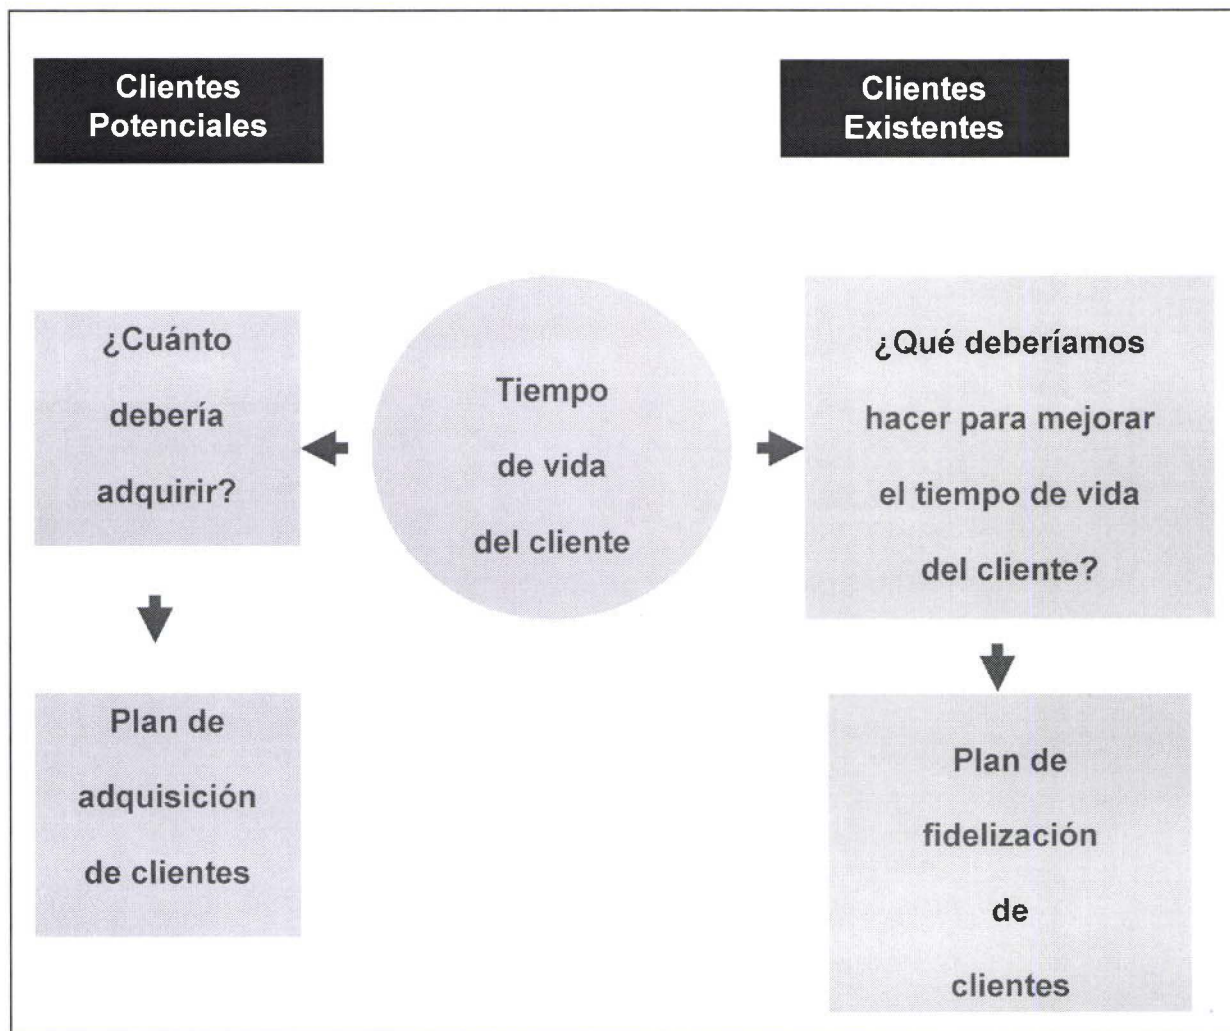 Clientes
Potenciales
Clientes
Existentes
¿Cuánto
debería
adquirir?
Tiempo
de vida
del cliente
¿Qué deberíamos
hacer para mejorar
el tiempo de vida
del cliente?
Plan de
adquisición
de clientes
Plan de
fidelización
de
clientes